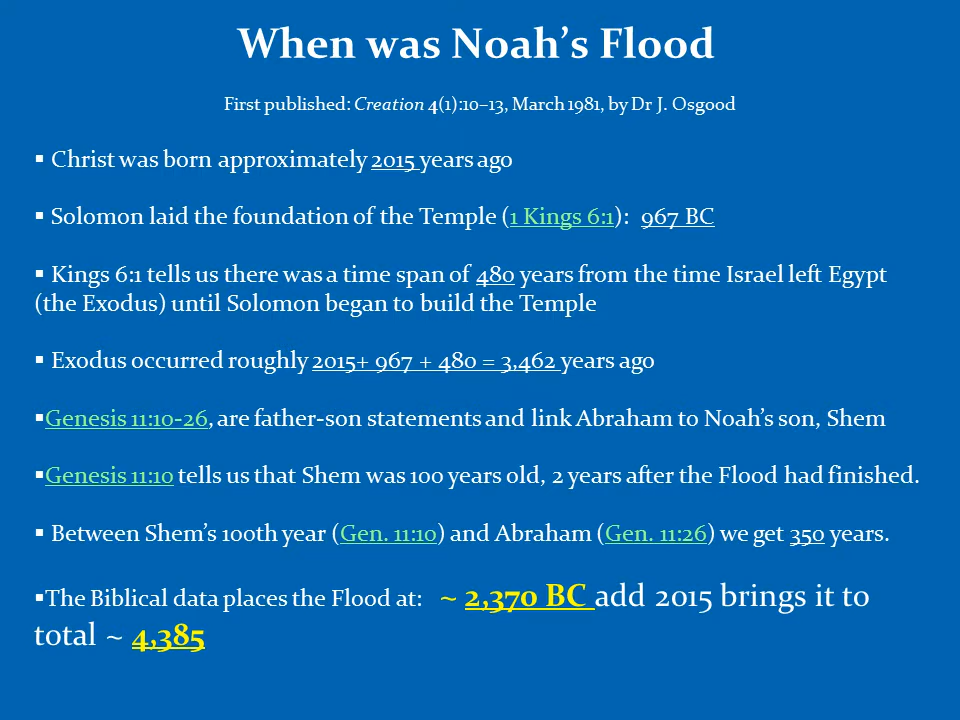 When was Noah's Flood
First published: Creation 4(1):10–13, March 1981, by Dr J. Osgood
▪ Christ was born approximately 2015 years ago
▪ Solomon laid the foundation of the Temple (1 Kings 6:1): 967 BC
▪ Kings 6:1 tells us there was a time span of 480 years from the time Israel left Egypt
(the Exodus) until Solomon began to build the Temple
▪ Exodus occurred roughly 2015+ 967 + 480 = 3,462 years ago
▪Genesis 11:10-26, are father-son statements and link Abraham to Noah's son, Shem
▪Genesis 11:10 tells us that Shem was 100 years old, 2 years after the Flood had finished.
▪ Between Shem's 100th year (Gen. 11:10) and Abraham (Gen. 11:26) we get 350 years.
▪The Biblical data places the Flood at: ~ 2,370 BC add 2015 brings it to
total ~ 4,385